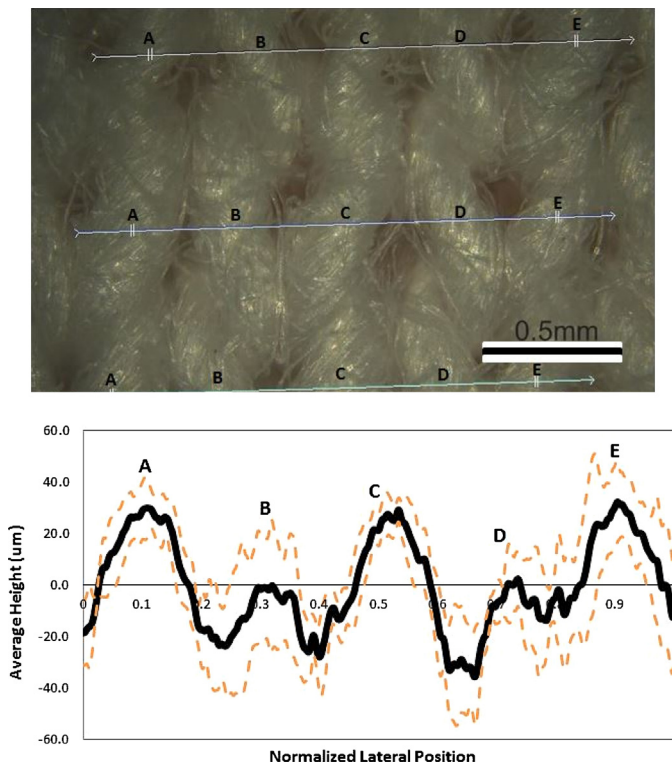 A B C D E
A B C D E
0.5mm
A B C D E
60.0
40.0
20.0
0.0
-20.0
-40.0
-60.0
Average Height (um)
A B C D E
0 0.1 0.2 0.3 0.4 0.5 0.6 0.7 0.8 0.9
Normalized Lateral Position